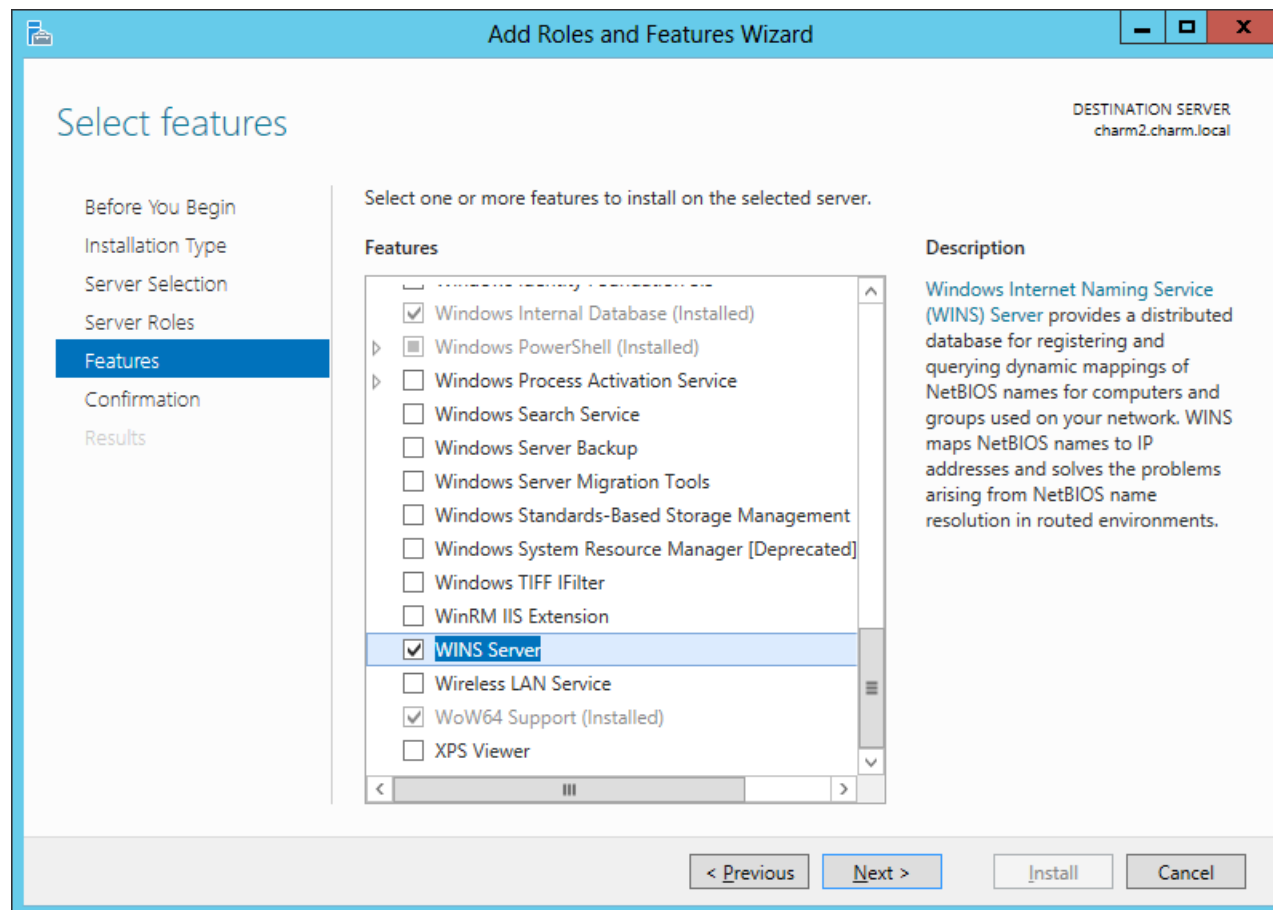 Add Roles and Features Wizard
Select features
DESTINATION SERVER
charm2.charm.local
Before You Begin
Installation Type
Server Selection
Server Roles
Features
Confirmation
Results
Select one or more features to install on the selected server.
Features
Windows Internal Database (Installed)
Windows PowerShell (Installed)
Windows Process Activation Service
Windows Search Service
Windows Server Backup
Windows Server Migration Tools
Windows Standards-Based Storage Management
Windows System Resource Manager [Deprecated]
Windows TIFF IFilter
WinRM IIS Extension
WINS Server
Wireless LAN Service
WoW64 Support (Installed)
XPS Viewer
Description
Windows Internet Naming Service
(WINS) Server provides a distributed
database for registering and
querying dynamic mappings of
NetBIOS names for computers and
groups used on your network. WINS
maps NetBIOS names to IP
addresses and solves the problems
arising from NetBIOS name
resolution in routed environments.
< Previous
Next >
Install
Cancel